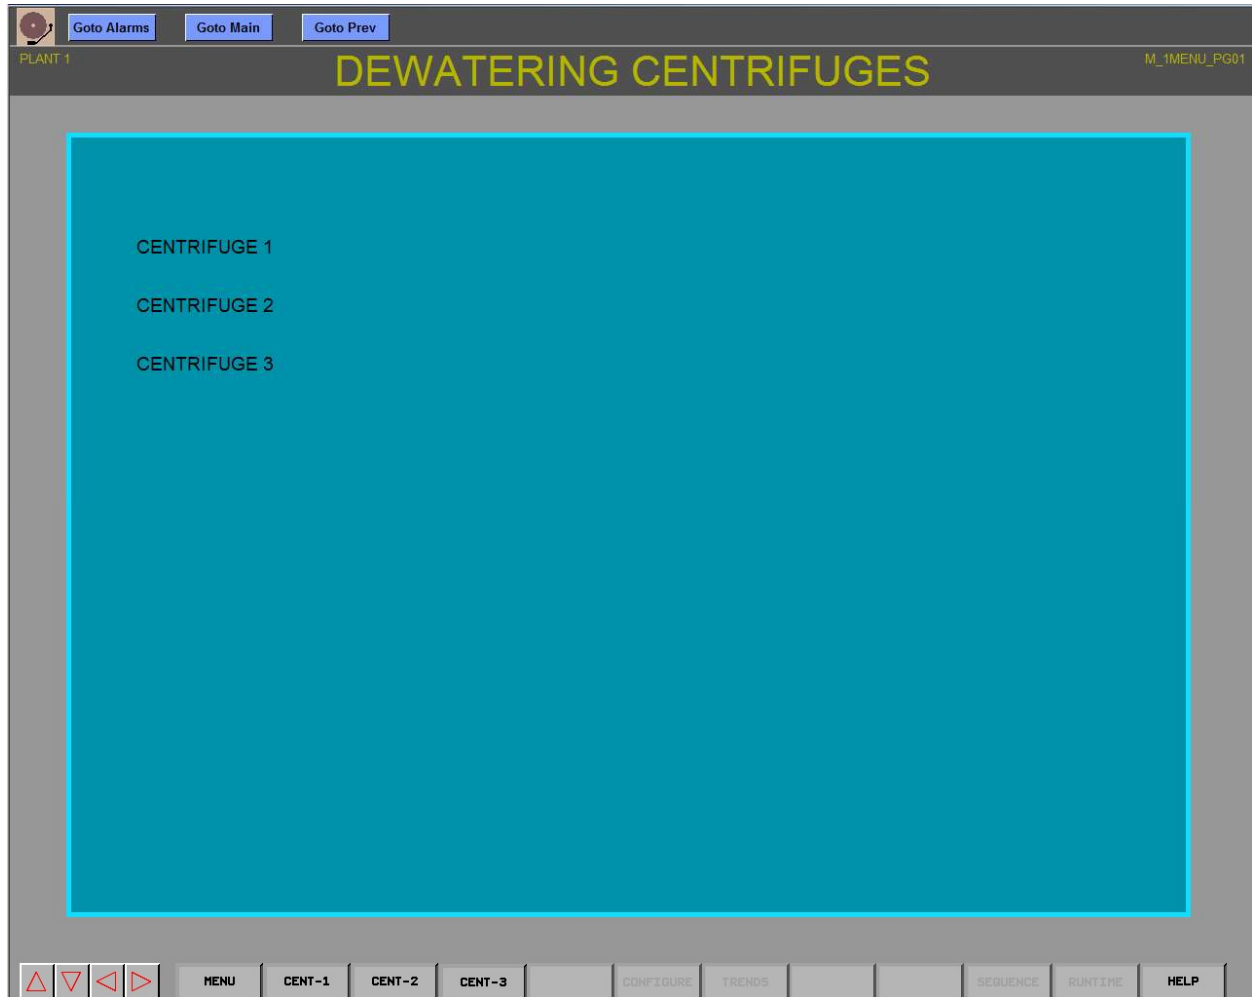 Goto Alarms Goto Main Goto Prev
PLANT 1 DEWATERING CENTRIFUGES M_1MENU_PG01
CENTRIFUGE 1
CENTRIFUGE 2
CENTRIFUGE 3
MENU CENT-1 CENT-2 CENT-3 CONFIGURE TRENDS SEQUENCE RUNTIME HELP